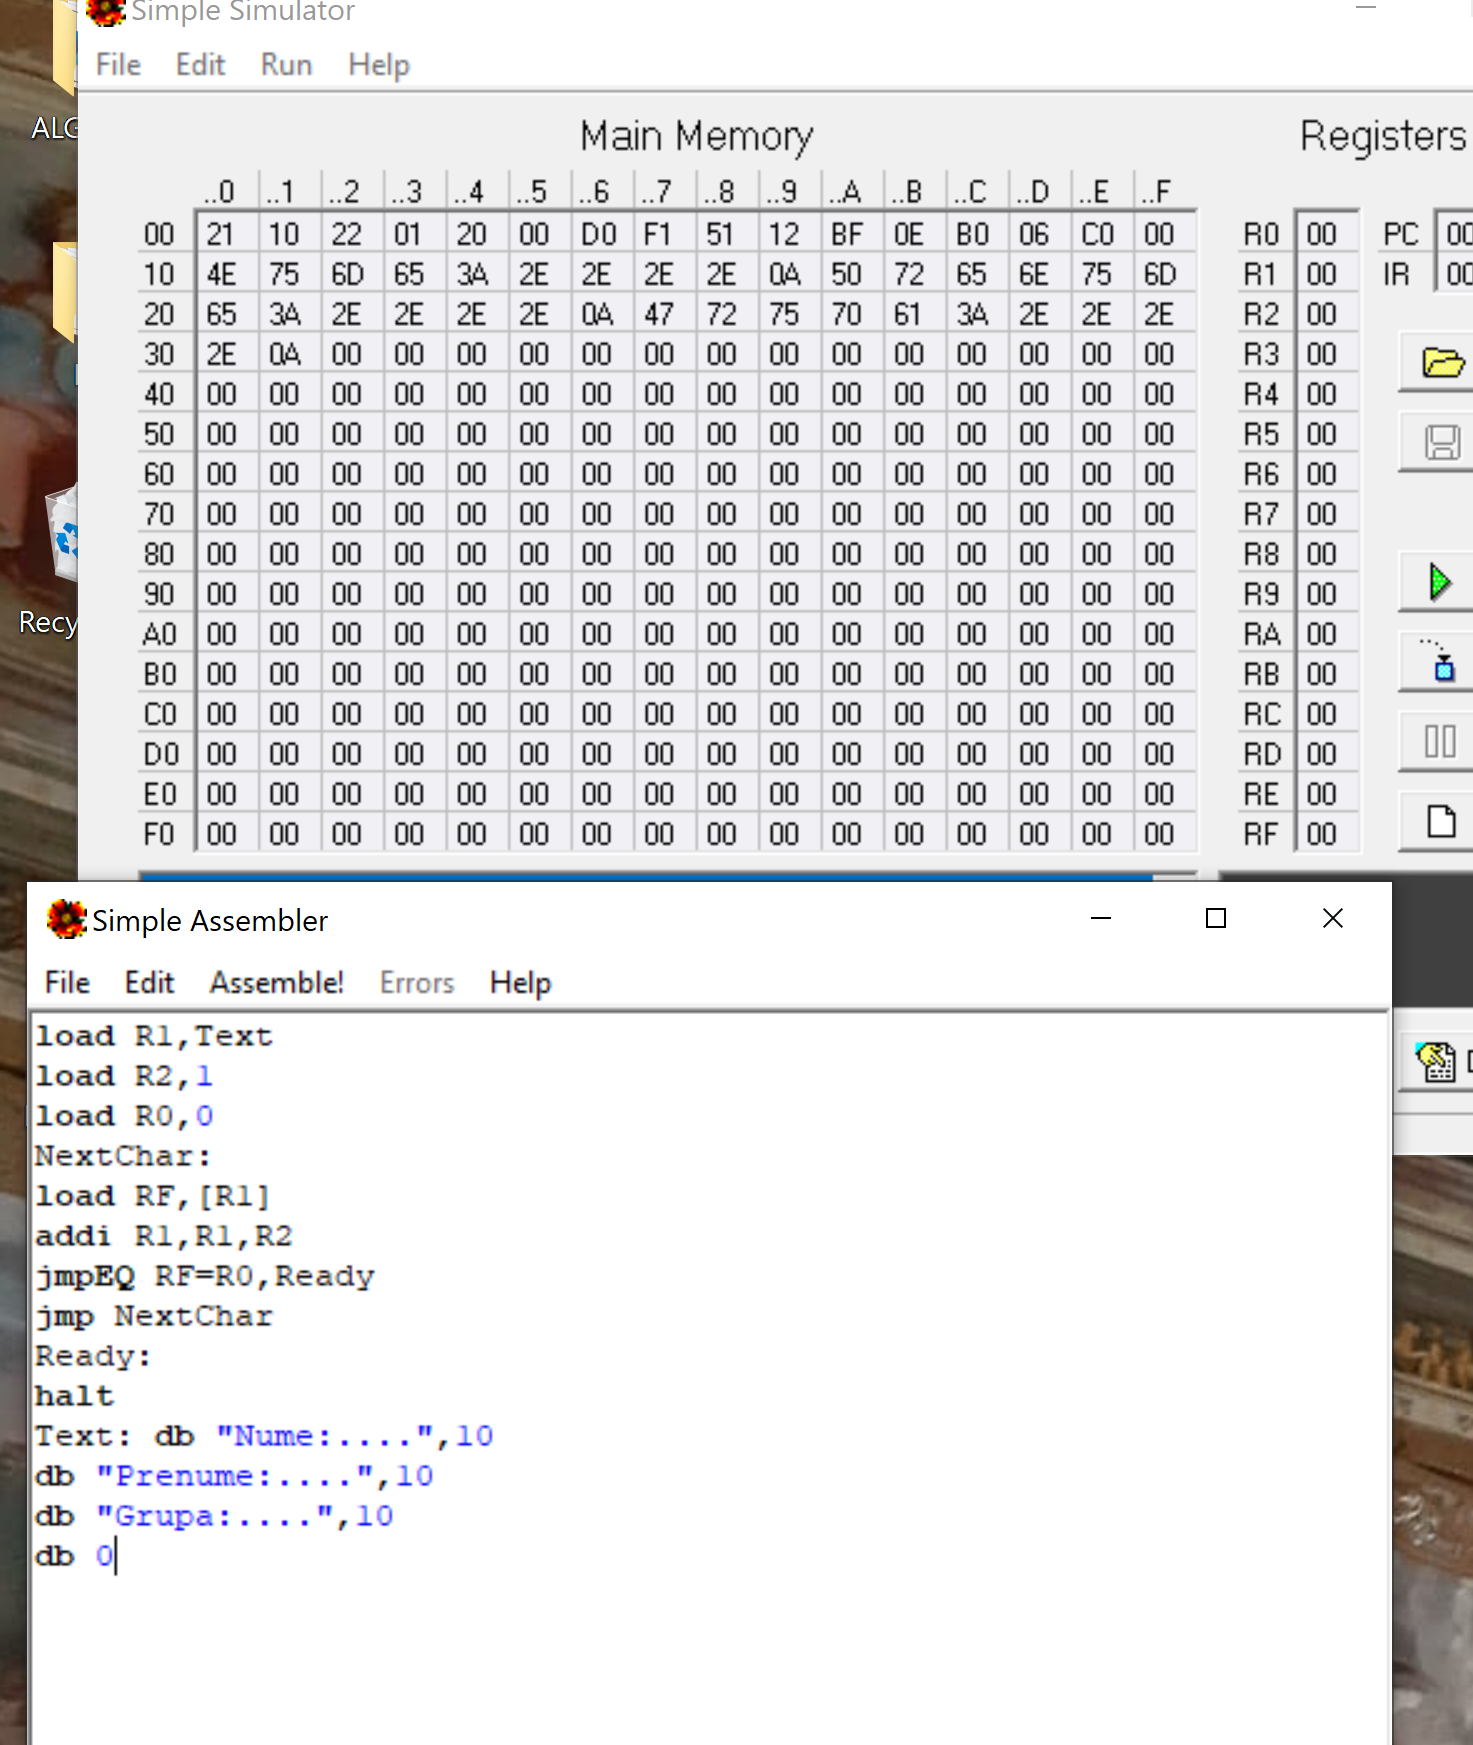 Simple Simulator
File Edit Run Help
Main Memory Registers
..0 ..1 ..2 ..3 ..4 ..5 ..6 ..7 ..8 ..9 ..A ..B ..C ..D ..E ..F
00 21 10 22 01 20 00 D0 F1 51 12 BF 0E B0 06 C0 00 R0 00 PC 00
10 4E 75 6D 65 3A 2E 2E 2E 2E 0A 50 72 65 6E 75 6D R1 00 IR 00
20 65 3A 2E 2E 2E 2E 0A 47 72 75 70 61 3A 2E 2E 2E R2 00
30 2E 0A 00 00 00 00 00 00 00 00 00 00 00 00 00 00 R3 00
40 00 00 00 00 00 00 00 00 00 00 00 00 00 00 00 00 R4 00
50 00 00 00 00 00 00 00 00 00 00 00 00 00 00 00 00 R5 00
60 00 00 00 00 00 00 00 00 00 00 00 00 00 00 00 00 R6 00
70 00 00 00 00 00 00 00 00 00 00 00 00 00 00 00 00 R7 00
80 00 00 00 00 00 00 00 00 00 00 00 00 00 00 00 00 R8 00
90 00 00 00 00 00 00 00 00 00 00 00 00 00 00 00 00 R9 00
A0 00 00 00 00 00 00 00 00 00 00 00 00 00 00 00 00 RA 00
B0 00 00 00 00 00 00 00 00 00 00 00 00 00 00 00 00 RB 00
C0 00 00 00 00 00 00 00 00 00 00 00 00 00 00 00 00 RC 00
D0 00 00 00 00 00 00 00 00 00 00 00 00 00 00 00 00 RD 00
E0 00 00 00 00 00 00 00 00 00 00 00 00 00 00 00 00 RE 00
F0 00 00 00 00 00 00 00 00 00 00 00 00 00 00 00 00 RF 00
Simple Assembler
File Edit Assemble! Errors Help
load R1,Text
load R2,1
load R0,0
NextChar:
load RF,[R1]
addi R1,R1,R2
jmpEQ RF=R0,Ready
jmp NextChar
Ready:
halt
Text: db "Nume:....",10
db "Prenume:....",10
db "Grupa:....",10
db 0